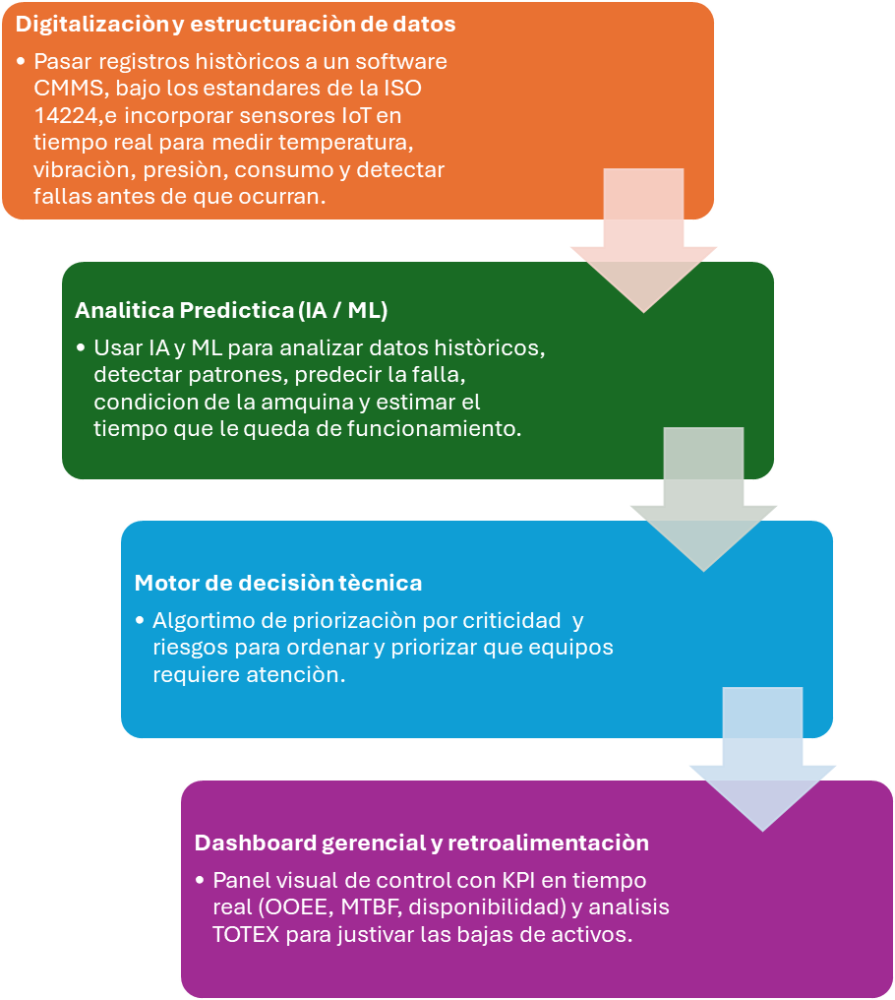 Digitalizaciòn y estructuraciòn de datos
• Pasar registros històricos a un software
CMMS, bajo los estandares de la ISO
14224,e incorporar sensores IoT en
tiempo real para medir temperatura,
vibraciòn, presiòn, consumo y detectar
fallas antes de que ocurran.
Analitica Predictica (IA / ML)
• Usar IA y ML para analizar datos històricos,
detectar patrones, predecir la falla,
condicion de la amquina y estimar el
tiempo que le queda de funcionamiento.
Motor de decisiòn tècnica
• Algortimo de priorizaciòn por criticidad  y
riesgos para ordenar y priorizar que equipos
requiere atenciòn.
Dashboard gerencial y retroalimentaciòn
• Panel visual de control con KPI en tiempo
real (OOEE, MTBF, disponibilidad) y analisis
TOTEX para justivar las bajas de activos.